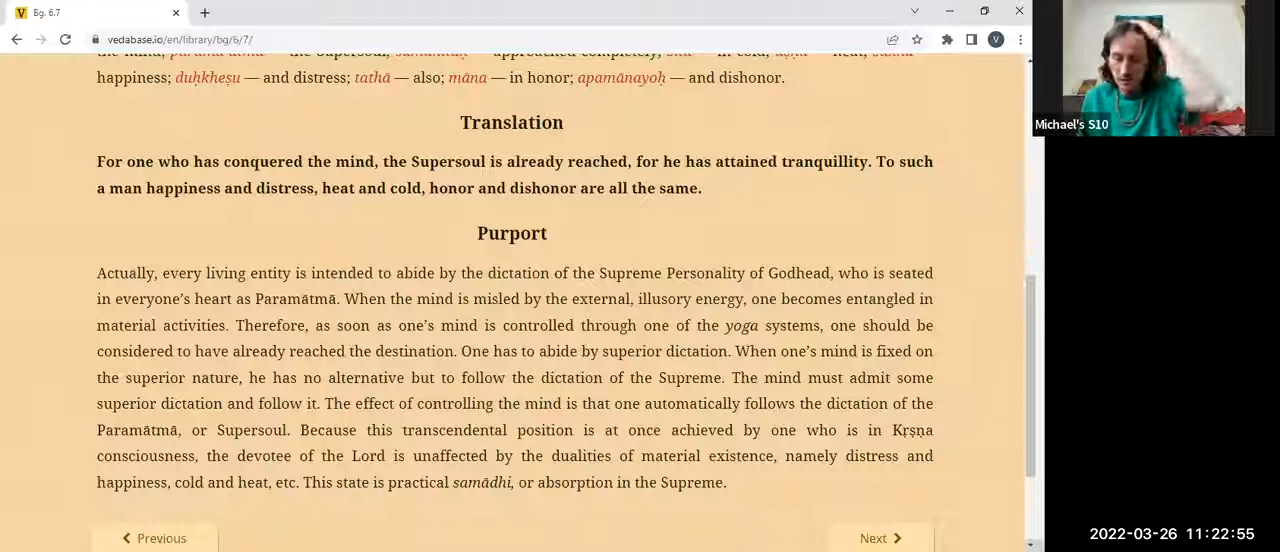 Bg. 6.7
vedabase.io/en/library/bg/6/7/
V
Michael's S10
happiness; duḥkheṣu — and distress; tathā — also; māna — in honor; apamānayoḥ — and dishonor.
Translation
For one who has conquered the mind, the Supersoul is already reached, for he has attained tranquillity. To such
a man happiness and distress, heat and cold, honor and dishonor are all the same.
Purport
Actually, every living entity is intended to abide by the dictation of the Supreme Personality of Godhead, who is seated
in everyone’s heart as Paramātmā. When the mind is misled by the external, illusory energy, one becomes entangled in
material activities. Therefore, as soon as one’s mind is controlled through one of the yoga systems, one should be
considered to have already reached the destination. One has to abide by superior dictation. When one’s mind is fixed on
the superior nature, he has no alternative but to follow the dictation of the Supreme. The mind must admit some
superior dictation and follow it. The effect of controlling the mind is that one automatically follows the dictation of the
Paramātmā, or Supersoul. Because this transcendental position is at once achieved by one who is in Kṛṣṇa
consciousness, the devotee of the Lord is unaffected by the dualities of material existence, namely distress and
happiness, cold and heat, etc. This state is practical samādhi, or absorption in the Supreme.
Previous
Next
2022-03-26 11:22:55